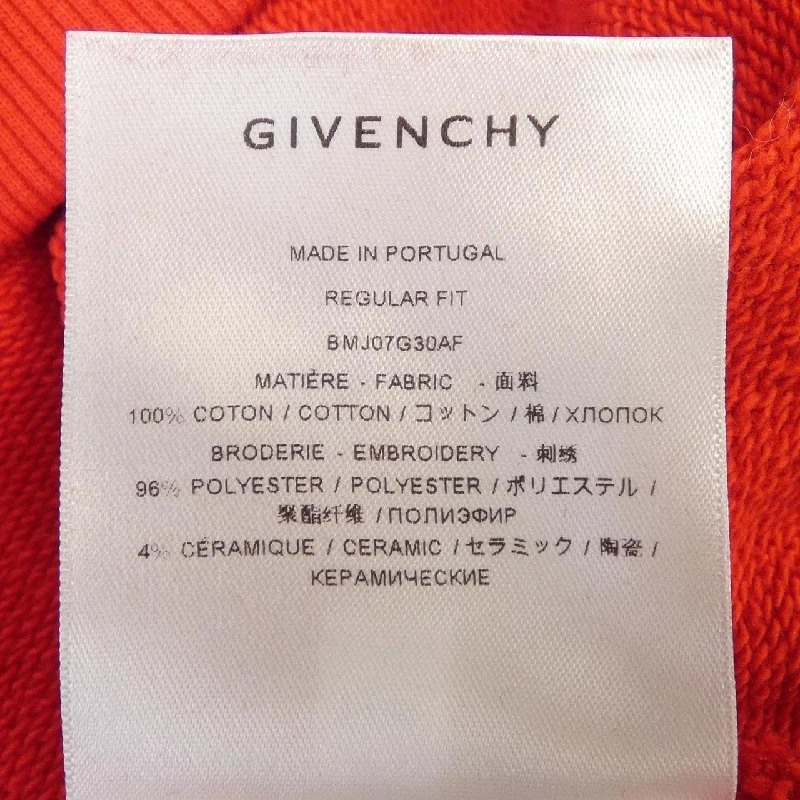 GIVENCHY
MADE IN PORTUGAL
REGULAR FIT
BMJ07G30AF
MATIÈRE - FABRIC - 面料
100% COTON / COTTON / コットン / 棉 / ХЛОПОК
BRODERIE - EMBROIDERY - 刺绣
96% POLYESTER / POLYESTER / ポリエステル /
聚酯纤维 / ПОЛИЭФИР
4% CÉRAMIQUE / CERAMIC / セラミック / 陶瓷 /
КЕРАМИЧЕСКИЕ